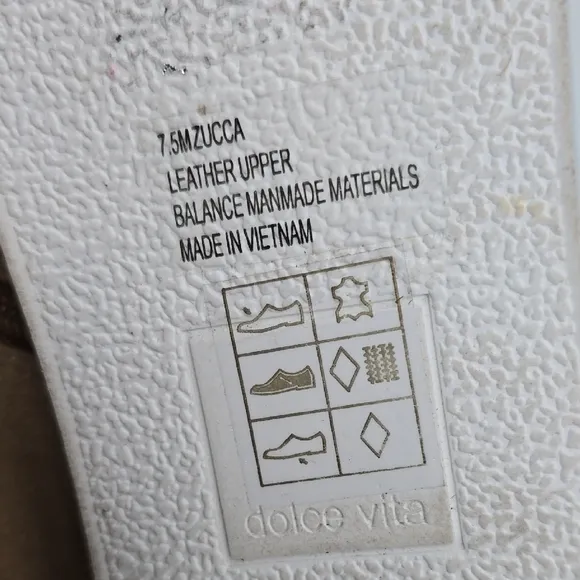 7.5M ZUCCA
LEATHER UPPER
BALANCE MANMADE MATERIALS
MADE IN VIETNAM
dolce vita